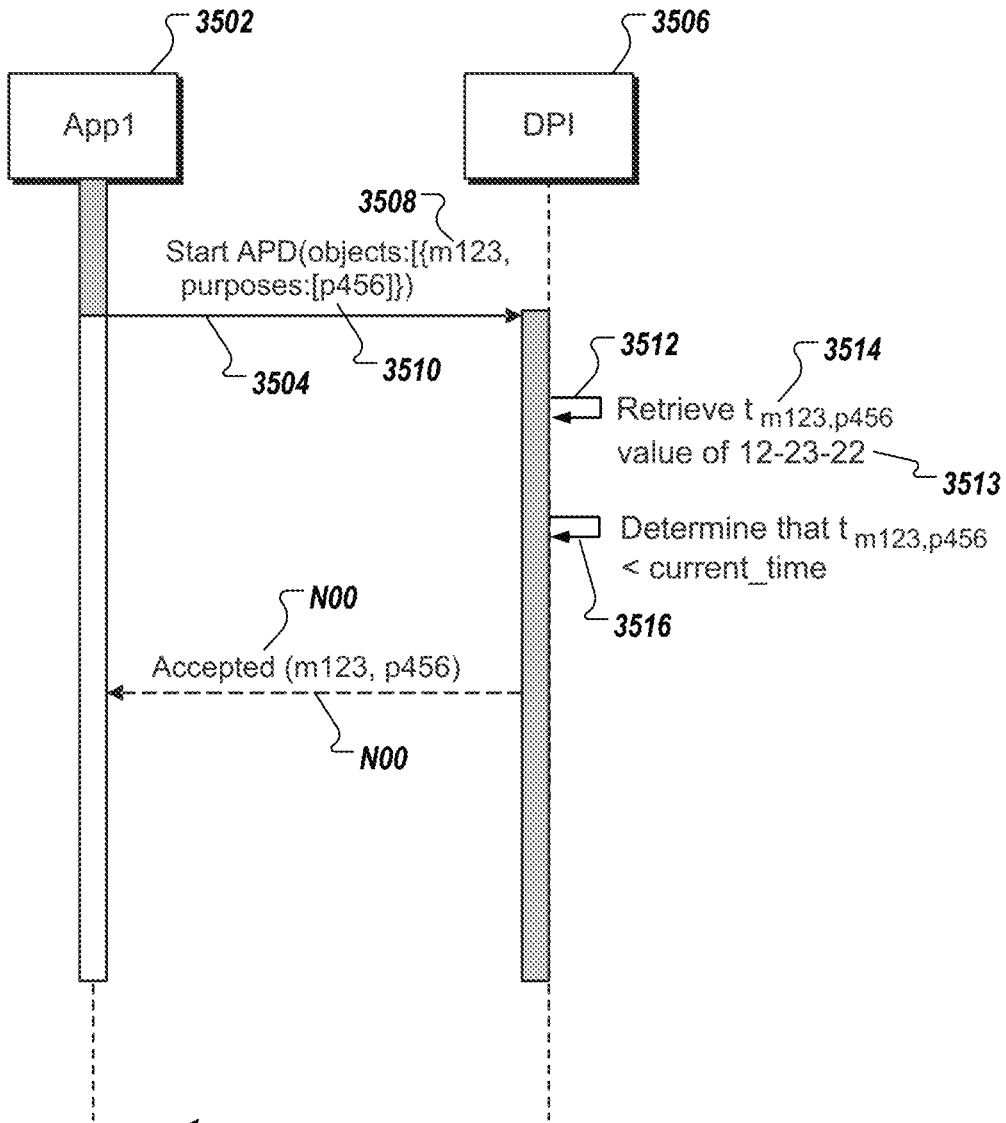 3502
3506
App1
DPI
3508
Start APD(objects:[{m123,
purposes:[p456]})
3504
3510
3512
3514
Retrieve t m123,p456
value of 12-23-22
3513
Determine that t m123,p456
< current_time
3516
N00
Accepted (m123, p456)
N00